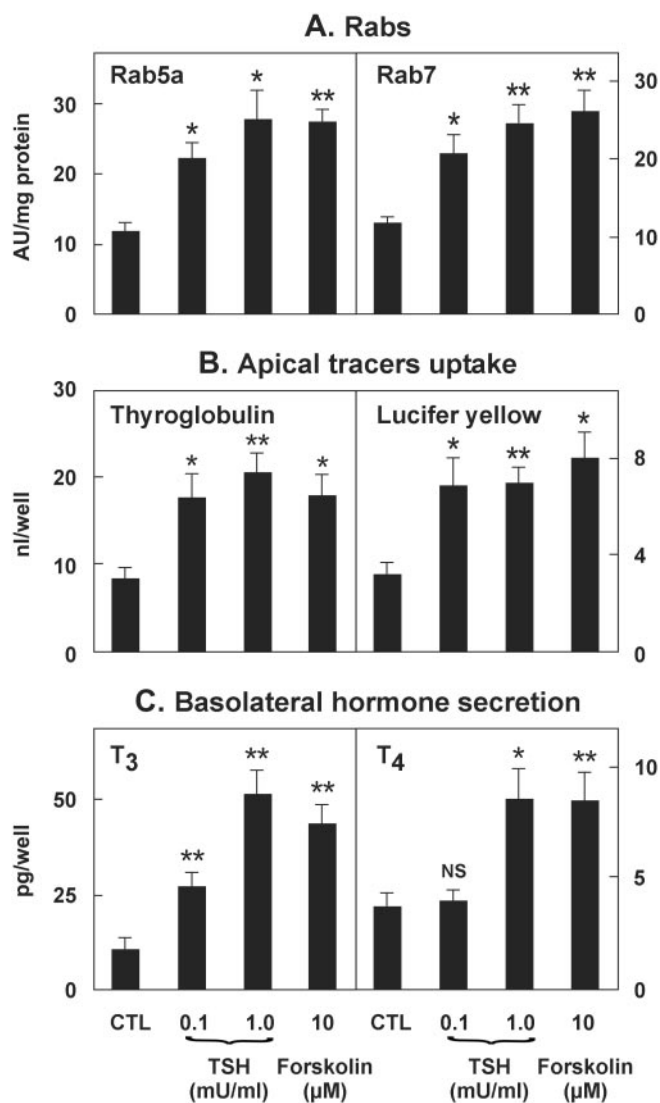 A. Rabs
Rab5a
Rab7
AU/mg protein
30
20
10
0
*
*
**
*
**
**
30
20
10
0
B. Apical tracers uptake
Thyroglobulin
Lucifer yellow
nl/well
30
20
10
0
*
**
*
*
**
*
8
4
0
C. Basolateral hormone secretion
T3
T4
pg/well
50
25
0
**
**
**
NS
*
**
10
5
0
CTL 0.1 1.0 10 CTL 0.1 1.0 10
TSH Forskolin TSH Forskolin
(mU/ml) (µM) (mU/ml) (µM)